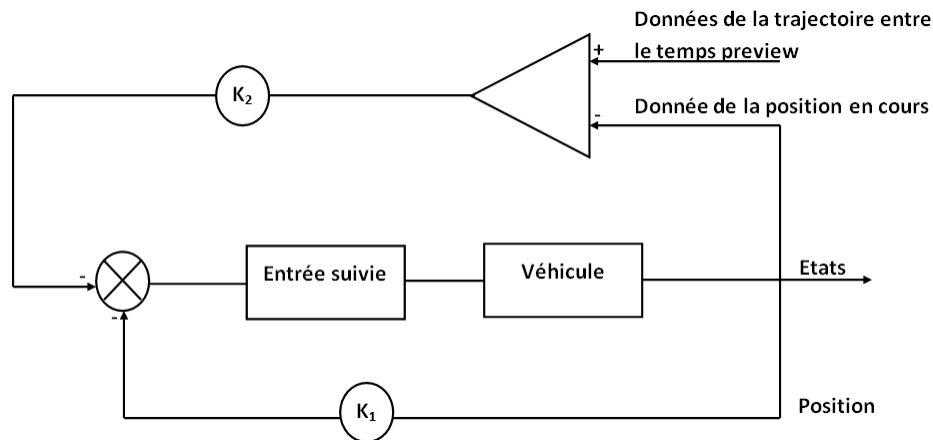 Données de la trajectoire entre
+ le temps preview
K₂
- Donnée de la position en cours
-
Entrée suivie
Véhicule
Etats
-
K₁
Position